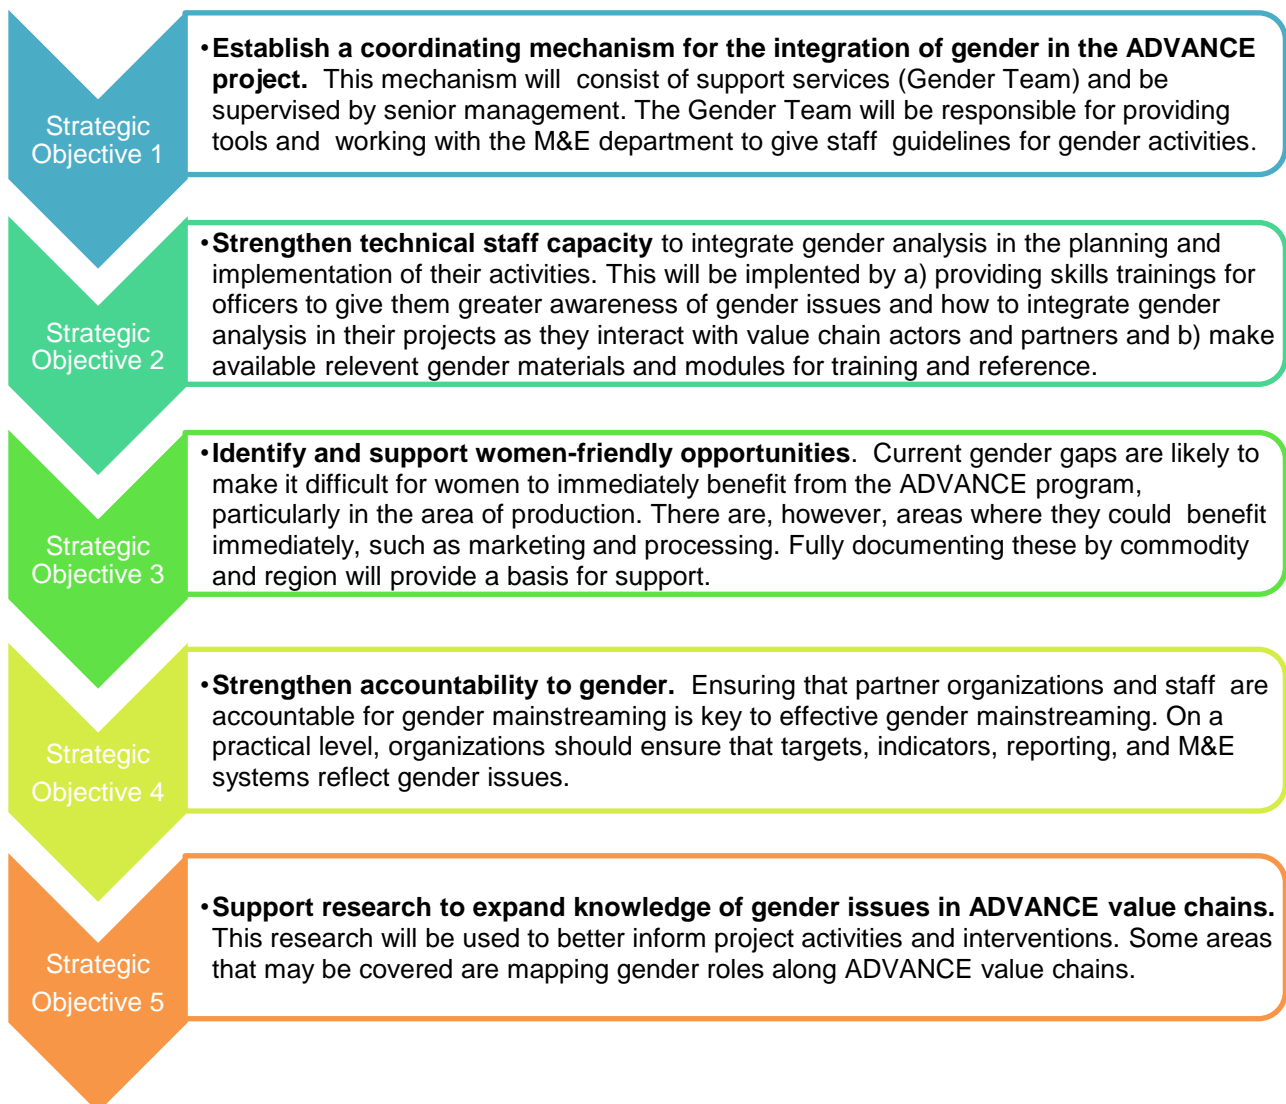 Strategic
Objective 1
•Establish a coordinating mechanism for the integration of gender in the ADVANCE
project. This mechanism will consist of support services (Gender Team) and be
supervised by senior management. The Gender Team will be responsible for providing
tools and working with the M&E department to give staff guidelines for gender activities.
Strategic
Objective 2
•Strengthen technical staff capacity to integrate gender analysis in the planning and
implementation of their activities. This will be implented by a) providing skills trainings for
officers to give them greater awareness of gender issues and how to integrate gender
analysis in their projects as they interact with value chain actors and partners and b) make
available relevent gender materials and modules for training and reference.
Strategic
Objective 3
•Identify and support women-friendly opportunities. Current gender gaps are likely to
make it difficult for women to immediately benefit from the ADVANCE program,
particularly in the area of production. There are, however, areas where they could benefit
immediately, such as marketing and processing. Fully documenting these by commodity
and region will provide a basis for support.
Strategic
Objective 4
•Strengthen accountability to gender. Ensuring that partner organizations and staff are
accountable for gender mainstreaming is key to effective gender mainstreaming. On a
practical level, organizations should ensure that targets, indicators, reporting, and M&E
systems reflect gender issues.
Strategic
Objective 5
•Support research to expand knowledge of gender issues in ADVANCE value chains.
This research will be used to better inform project activities and interventions. Some areas
that may be covered are mapping gender roles along ADVANCE value chains.